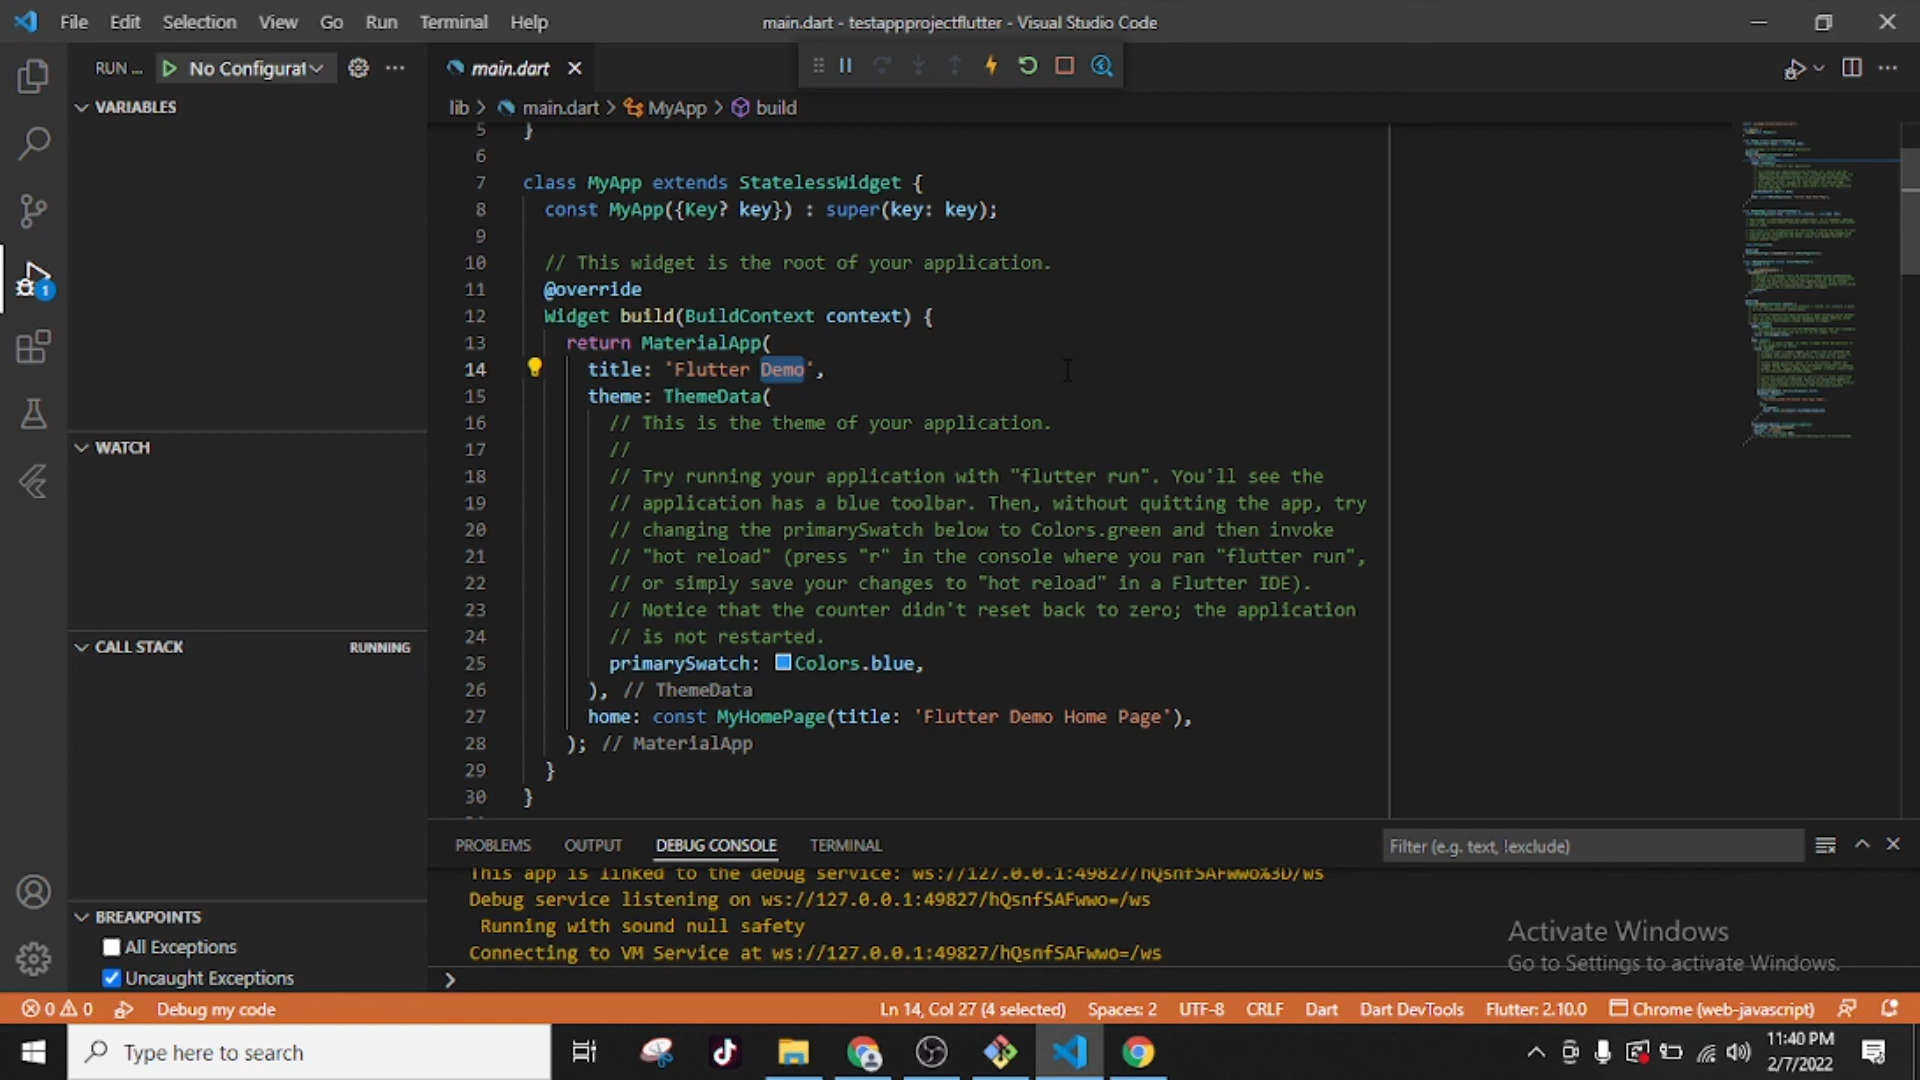 File Edit Selection View Go Run Terminal Help
main.dart - testappprojectflutter - Visual Studio Code
RUN ... No Configurat
main.dart
lib > main.dart > MyApp > build
VARIABLES
WATCH
CALL STACK RUNNING
BREAKPOINTS
All Exceptions
Uncaught Exceptions
1
5 }
6
7 class MyApp extends StatelessWidget {
8 const MyApp({Key? key}) : super(key: key);
9
10 // This widget is the root of your application.
11 @override
12 Widget build(BuildContext context) {
13 return MaterialApp(
14 title: 'Flutter Demo',
15 theme: ThemeData(
16 // This is the theme of your application.
17 //
18 // Try running your application with "flutter run". You'll see the
19 // application has a blue toolbar. Then, without quitting the app, try
20 // changing the primarySwatch below to Colors.green and then invoke
21 // "hot reload" (press "r" in the console where you ran "flutter run",
22 // or simply save your changes to "hot reload" in a Flutter IDE).
23 // Notice that the counter didn't reset back to zero; the application
24 // is not restarted.
25 primarySwatch: Colors.blue,
26 ), // ThemeData
27 home: const MyHomePage(title: 'Flutter Demo Home Page'),
28 ); // MaterialApp
29 }
30 }
PROBLEMS OUTPUT DEBUG CONSOLE TERMINAL
Filter (e.g. text, !exclude)
This app is linked to the debug service: ws://127.0.0.1:49827/hQsnfSAFwwo%3D/ws
Debug service listening on ws://127.0.0.1:49827/hQsnfSAFwwo=/ws
Running with sound null safety
Connecting to VM Service at ws://127.0.0.1:49827/hQsnfSAFwwo=/ws
Activate Windows
Go to Settings to activate Windows.
0 0 Debug my code
Ln 14, Col 27 (4 selected) Spaces: 2 UTF-8 CRLF Dart Dart DevTools Flutter: 2.10.0 Chrome (web-javascript)
Type here to search
11:40 PM
2/7/2022